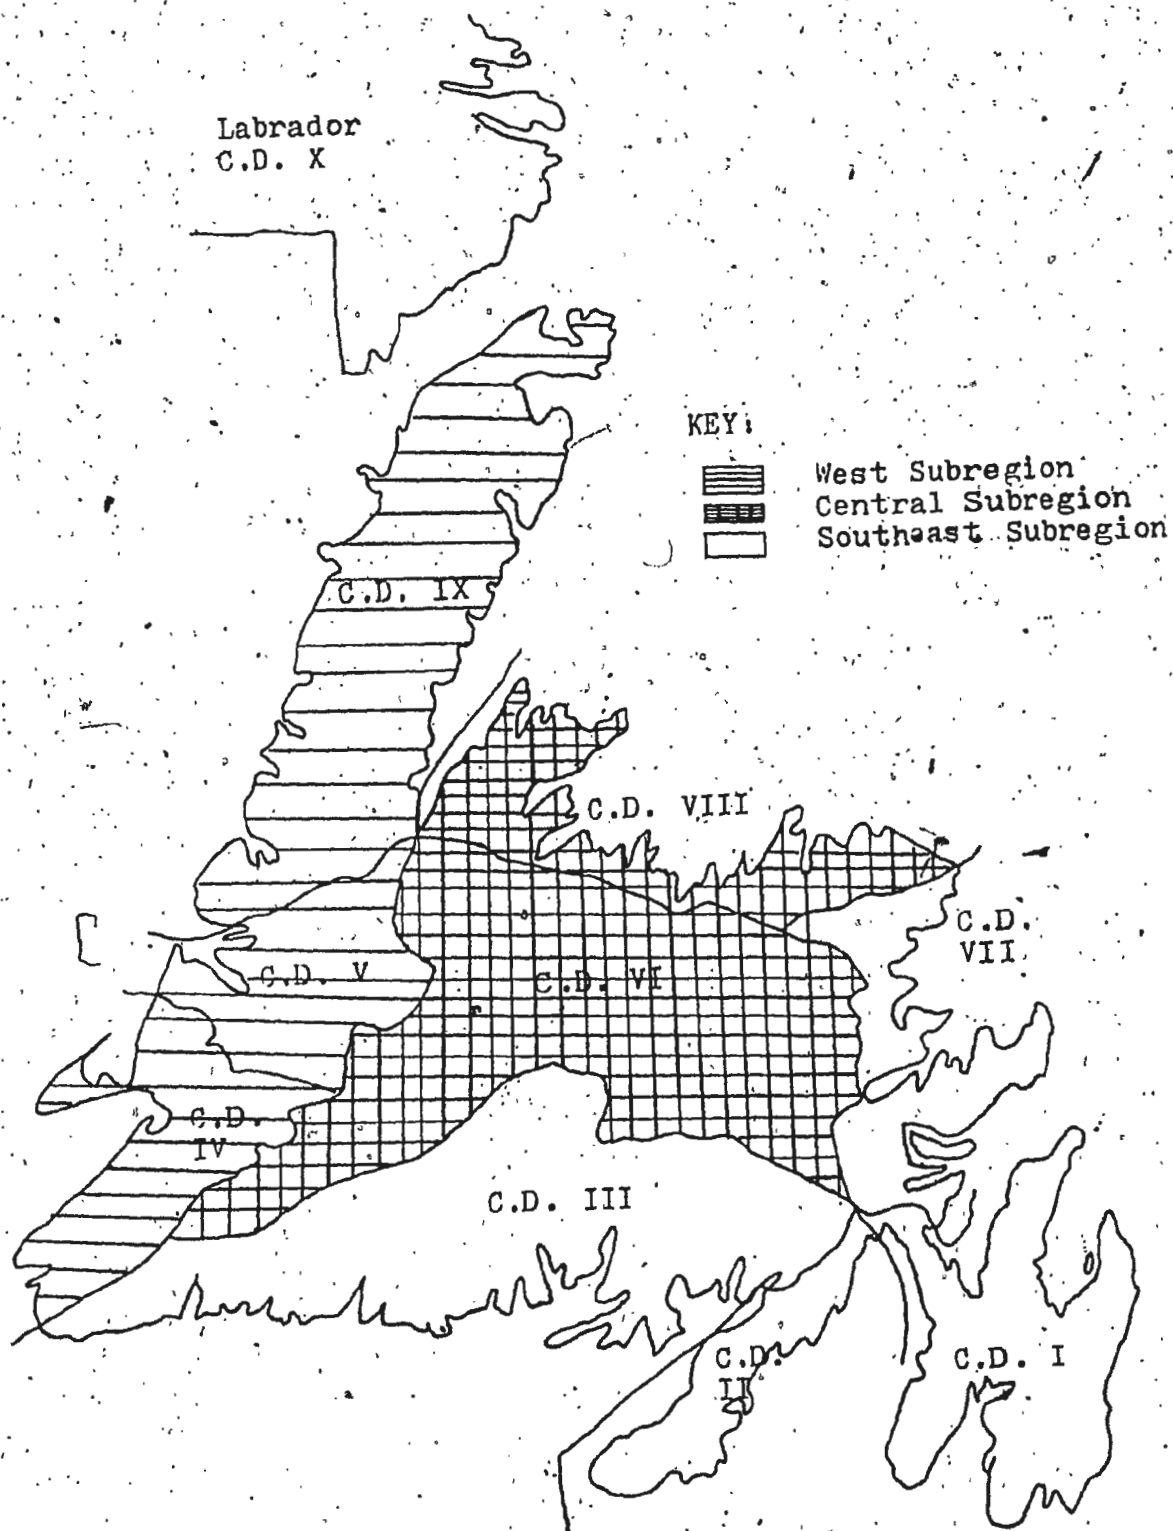 Labrador
C.D. X
KEY:
West Subregion
Central Subregion
Southeast Subregion
C.D. IX
C.D. VIII
C.D.
VII
C.D. V
C.D. VI
C.D.
IV
C.D. III
C.D.
II
C.D. I